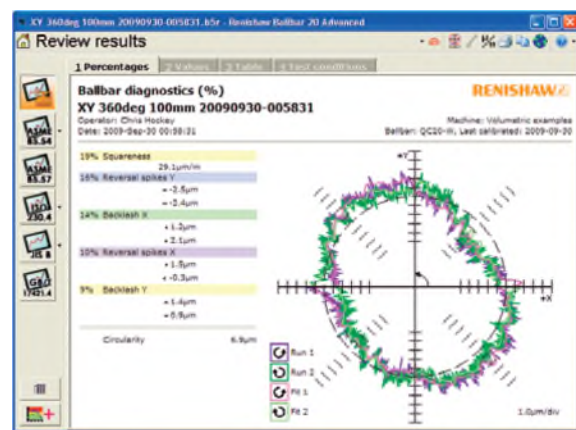 XY 360deg 100mm 20090930-005831.b5r - Renishaw Ballbar 20 Advanced
Review results
1 Percentages 2 Values 3 Table 4 Test conditions
Ballbar diagnostics (%)
RENISHAW
XY 360deg 100mm 20090930-005831
Operator: Chris Hockey
Machine: Volumetric examples
Date: 2009-Sep-30 00:58:31
Ballbar: QC20-W, Last calibrated: 2009-09-30
19% Squareness
29.1µm/m
16% Reversal spikes Y
-2.5µm
-2.4µm
14% Backlash X
1.2µm
2.1µm
10% Reversal spikes X
1.5µm
-0.3µm
9% Backlash Y
Circularity 6.9µm
+Y
+X
Run 1
Run 2
Fit 1
Fit 2
1.0µm/div
ASME B5.54
ASME B5.57
ISO 230.4
JIS B
GB/T 17421.4